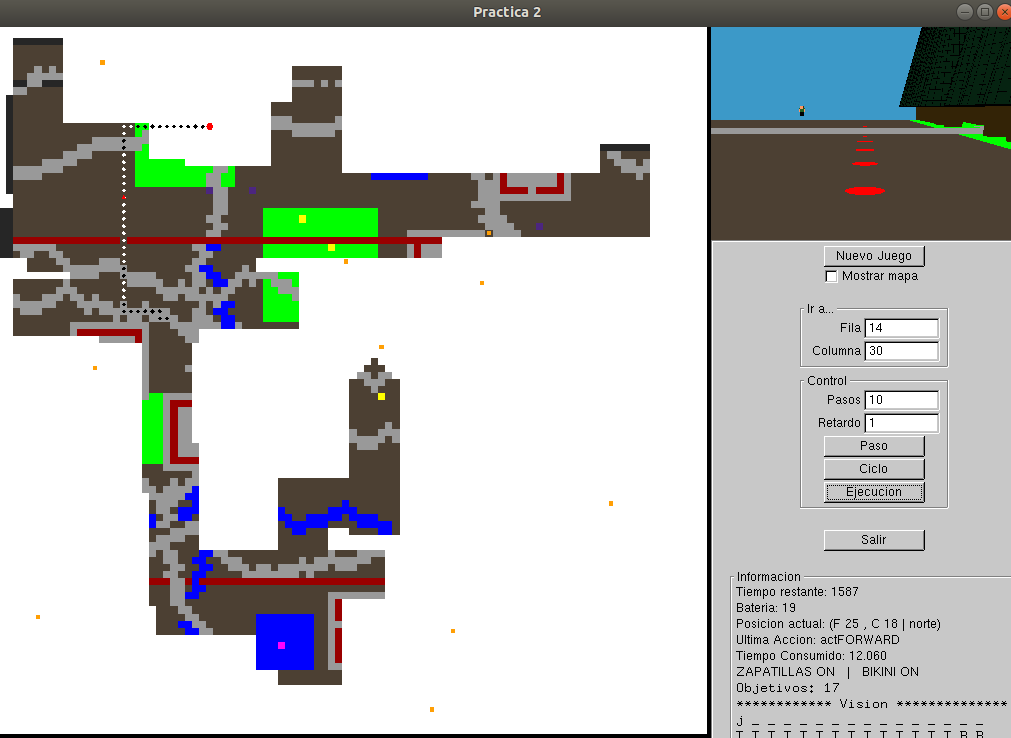 Practica 2
Nuevo Juego
Mostrar mapa
Ir a...
Fila 14
Columna 30
Control
Pasos 10
Retardo 1
Paso
Ciclo
Ejecucion
Salir
Informacion
Tiempo restante: 1587
Bateria: 19
Posicion actual: (F 25 , C 18 | norte)
Ultima Accion: actFORWARD
Tiempo Consumido: 12.060
ZAPATILLAS ON | BIKINI ON
Objetivos: 17
************ Vision **************
j _ _ _ _ _ _ _ _ _ _ _ _ _ _ _
T T T T T T T T T T T T T T B B